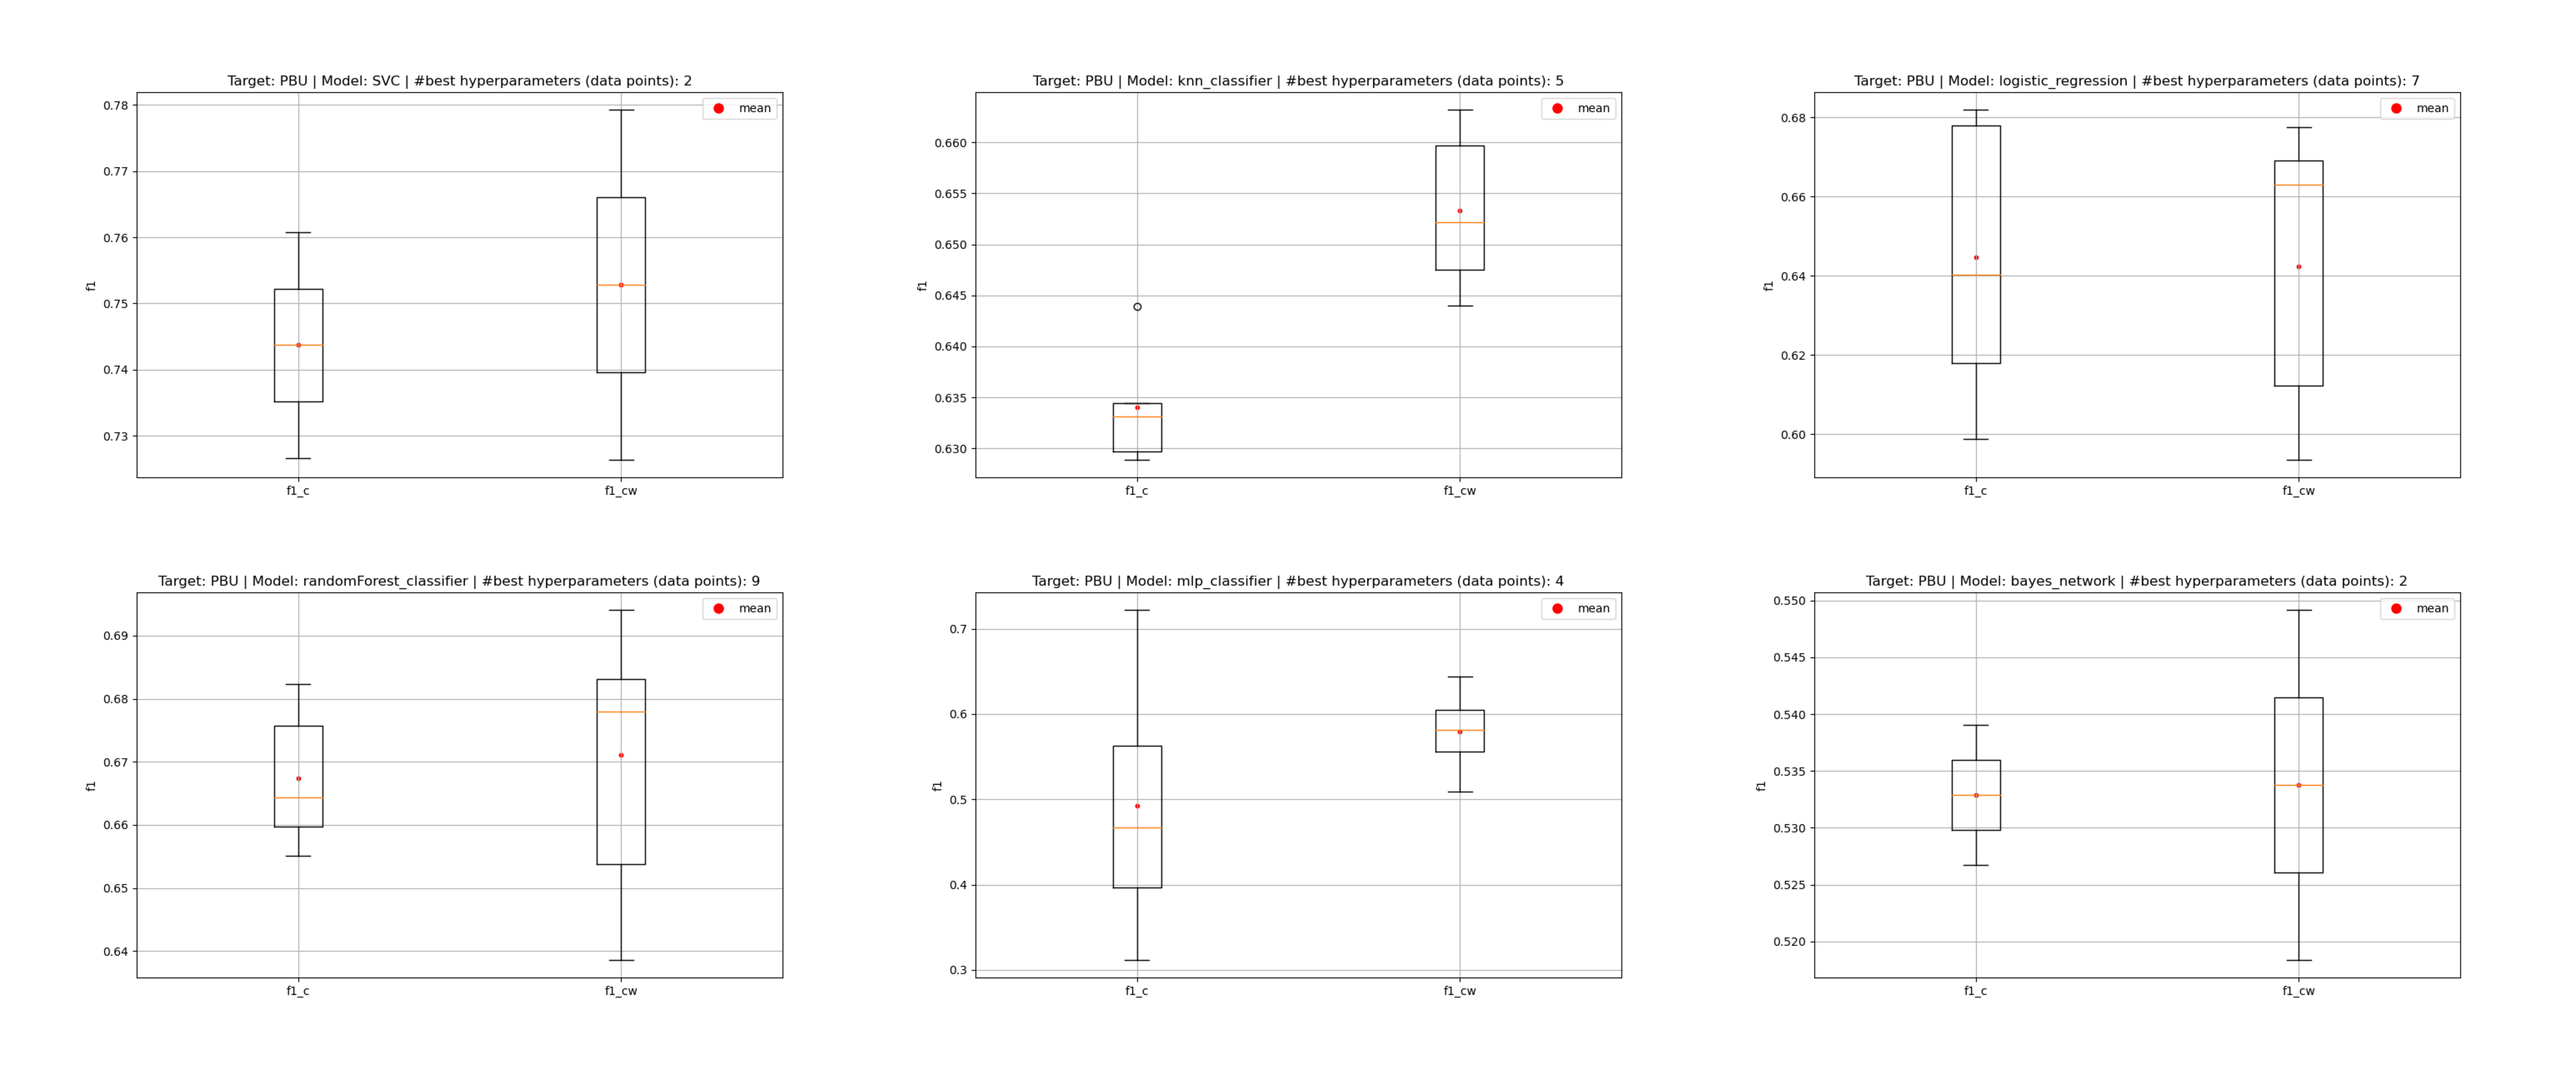 Target: PBU | Model: SVC | #best hyperparameters (data points): 2
mean
0.78
0.77
0.76
0.75
0.74
0.73
f1
f1_c
f1_cw
Target: PBU | Model: knn_classifier | #best hyperparameters (data points): 5
mean
0.660
0.655
0.650
0.645
0.640
0.635
0.630
f1
f1_c
f1_cw
Target: PBU | Model: logistic_regression | #best hyperparameters (data points): 7
mean
0.68
0.66
0.64
0.62
0.60
f1
f1_c
f1_cw
Target: PBU | Model: randomForest_classifier | #best hyperparameters (data points): 9
mean
0.69
0.68
0.67
0.66
0.65
0.64
f1
f1_c
f1_cw
Target: PBU | Model: mlp_classifier | #best hyperparameters (data points): 4
mean
0.7
0.6
0.5
0.4
0.3
f1
f1_c
f1_cw
Target: PBU | Model: bayes_network | #best hyperparameters (data points): 2
mean
0.550
0.545
0.540
0.535
0.530
0.525
0.520
f1
f1_c
f1_cw